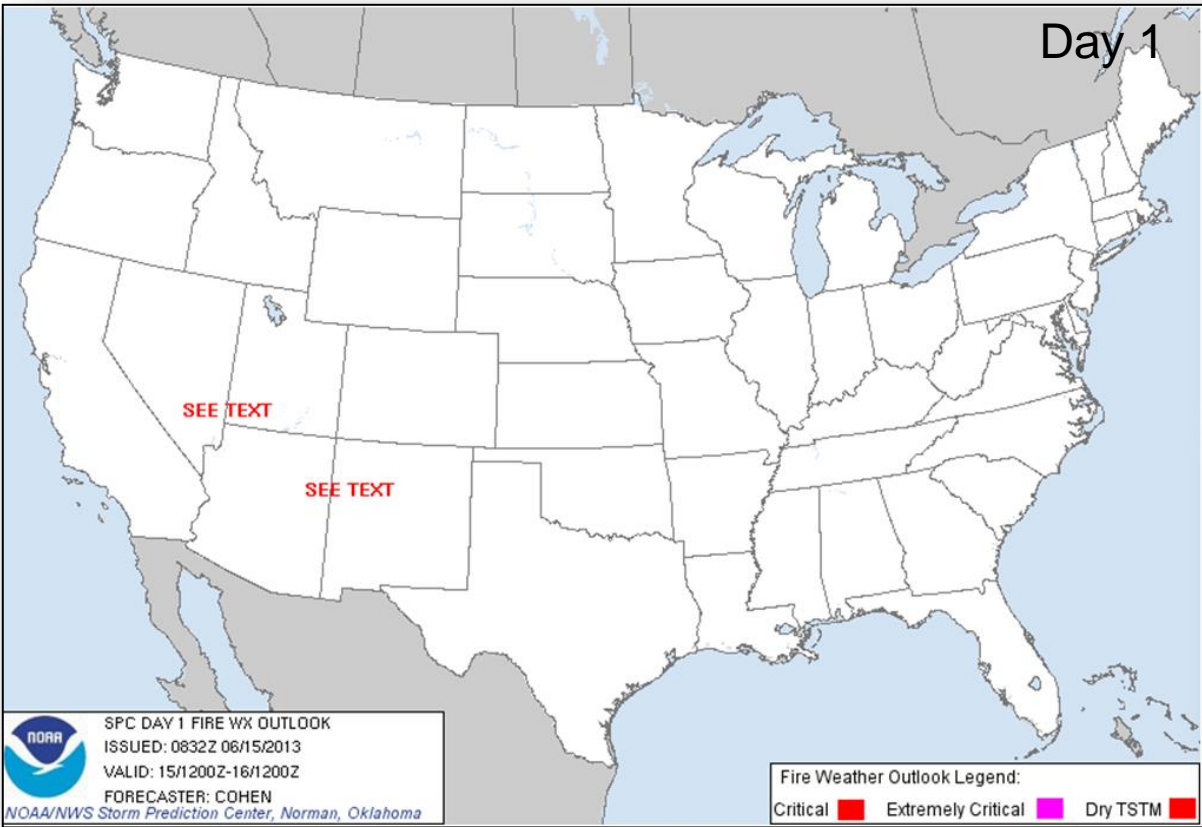 Day 1
SEE TEXT
SEE TEXT
NOAA
SPC DAY 1 FIRE WX OUTLOOK
ISSUED: 0832Z 06/15/2013
VALID: 15/1200Z-16/1200Z
FORECASTER: COHEN
NOAA/NWS Storm Prediction Center, Norman, Oklahoma
Fire Weather Outlook Legend:
Critical Extremely Critical Dry TSTM